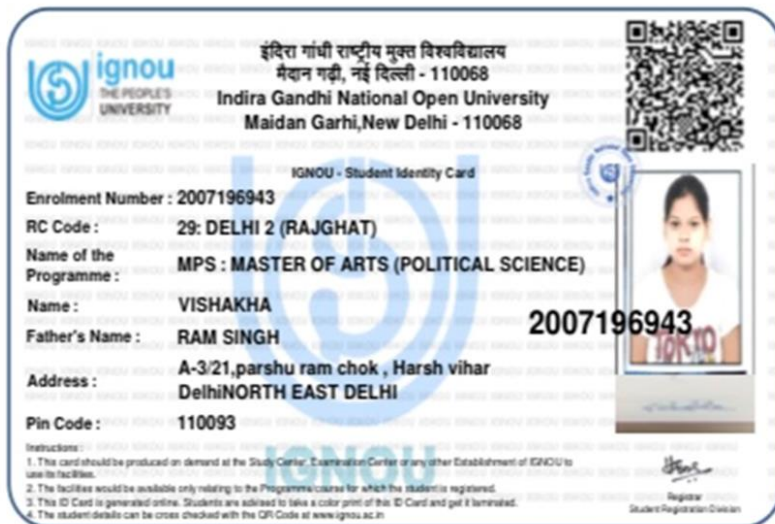 ignou
THE PEOPLE'S
UNIVERSITY
इंदिरा गांधी राष्ट्रीय मुक्त विश्वविद्यालय
मैदान गढ़ी, नई दिल्ली - 110068
Indira Gandhi National Open University
Maidan Garhi,New Delhi - 110068
IGNOU - Student Identity Card
Enrolment Number : 2007196943
RC Code : 29: DELHI 2 (RAJGHAT)
Name of the
Programme : MPS : MASTER OF ARTS (POLITICAL SCIENCE)
Name : VISHAKHA
2007196943
Father's Name : RAM SINGH
TOKYO
Address : A-3/21,parshu ram chok , Harsh vihar
DelhiNORTH EAST DELHI
Pin Code : 110093
IGNOU
Instructions :
1. This card should be produced on demand at the Study Center, Examination Center or any other Establishment of IGNOU to
use its facilities.
2. The facilities would be available only relating to the Programme/course for which the student is registered.
3. This ID Card is generated online. Students are advised to take a color print of this ID Card and get it laminated.
4. The student details can be cross checked with the QR Code at www.ignou.ac.in
Registrar
Student Registration Division